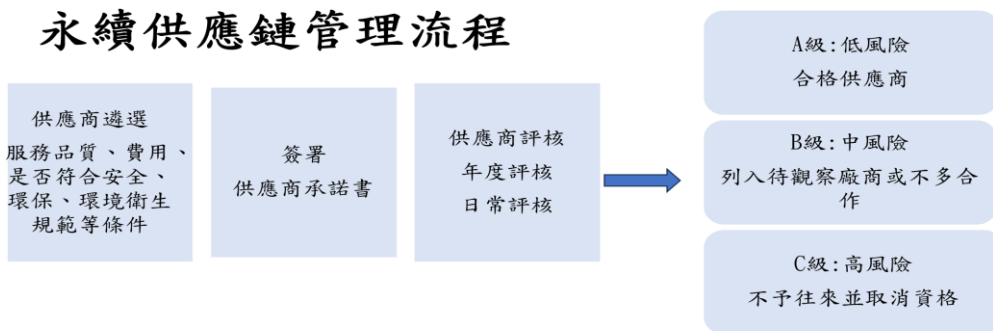 永續供應鏈管理流程
供應商遴選
服務品質、費用、
是否符合安全、
環保、環境衛生
規範等條件
簽署
供應商承諾書
供應商評核
年度評核
日常評核
A級:低風險
合格供應商
B級:中風險
列入待觀察廠商或不多合
作
C級:高風險
不予往來並取消資格